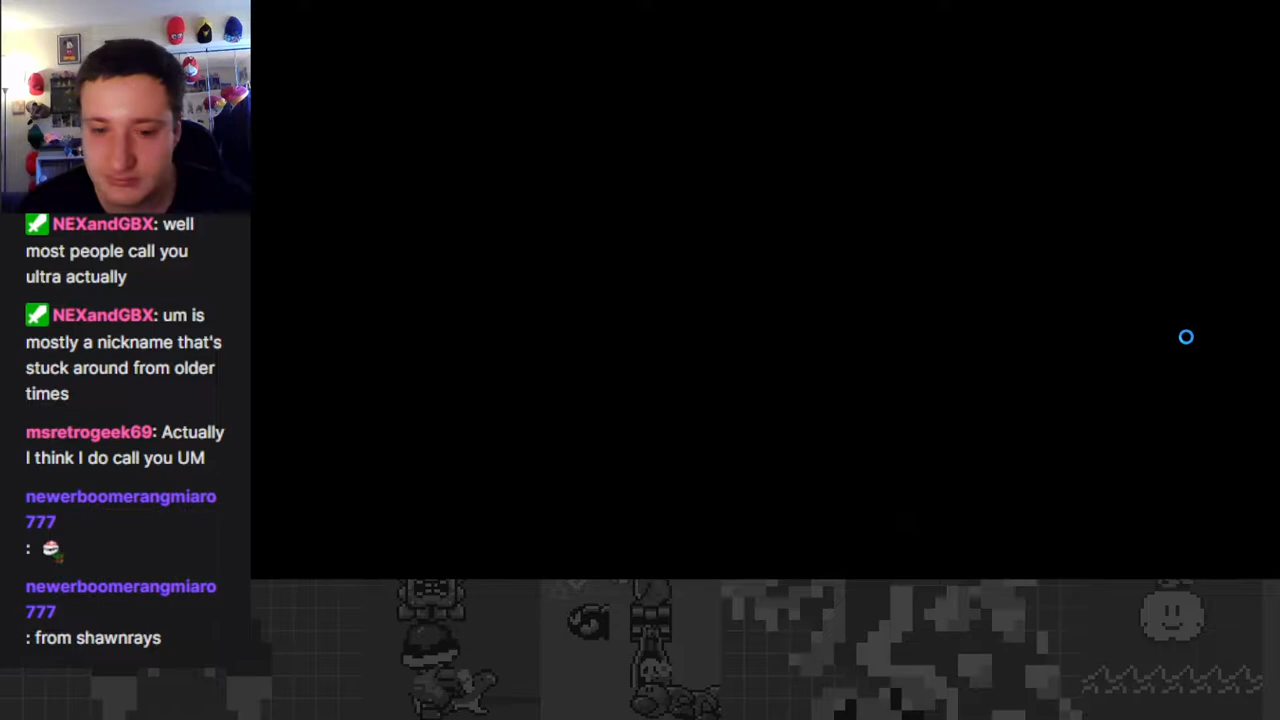 NEXandGBX: well
most people call you
ultra actually
NEXandGBX: um is
mostly a nickname that's
stuck around from older
times
msretrogeek69: Actually
I think I do call you UM
newerboomerangmiaro
777
:
newerboomerangmiaro
777
: from shawnrays